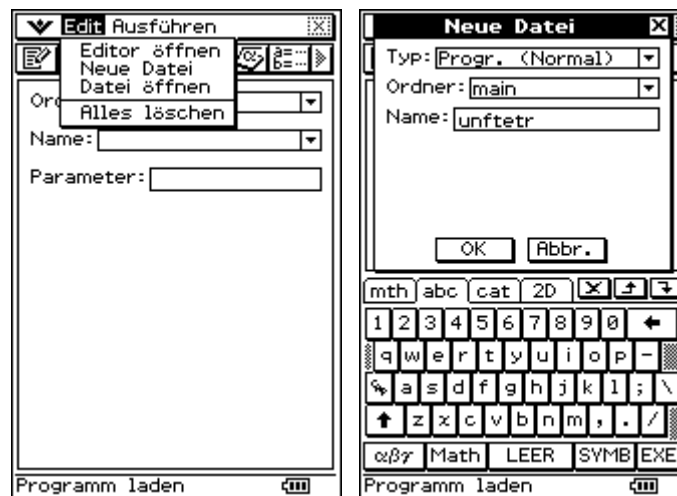 Edit Ausführen
Editor öffnen
Neue Datei
Datei öffnen
Alles löschen
Ord
Name:
Parameter:
Programm laden
Neue Datei
Typ: Progr. (Normal)
Ordner: main
Name: unftetr
OK Abbr.
mth abc cat 2D
1 2 3 4 5 6 7 8 9 0
q w e r t y u i o p -
a s d f g h j k l ; \
z x c v b n m , . /
αβγ Math LEER SYMB EXE
Programm laden